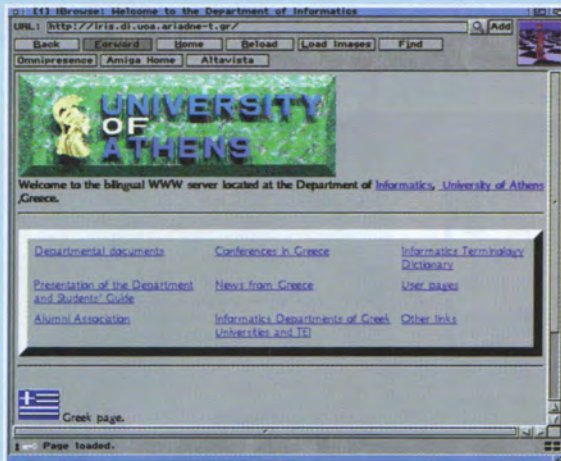 [1] IBrowse: Welcome to the Department of Informatics
URL: http://iris.di.uoa.ariadne-t.gr/ Add
Back Forward Home Reload Load Images Find
Omnipresence Amiga Home Altavista
UNIVERSITY
OF
ATHENS
Welcome to the bilingual WWW server located at the Department of Informatics, University of Athens
,Greece.
Departmental documents Conferences in Greece Informatics Terminology
Dictionary
Presentation of the Department
and Students' Guide News from Greece User pages
Alumni Association Informatics Departments of Greek
Universities and TEI Other links
Greek page.
Page loaded.